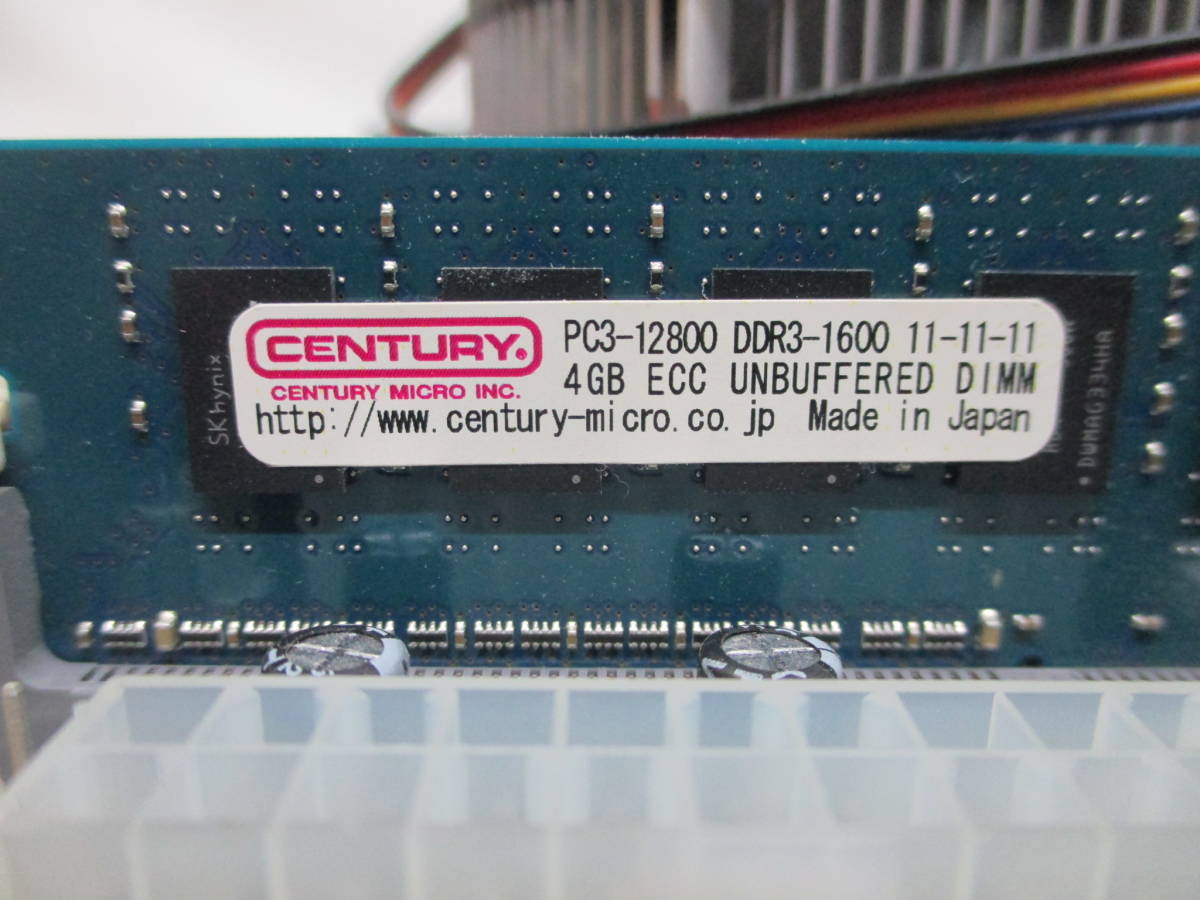 CENTURY®
CENTURY MICRO INC.
PC3-12800 DDR3-1600 11-11-11
4GB ECC UNBUFFERED DIMM
http://www.century-micro.co.jp Made in Japan
SKhynix
DWMAG334HA